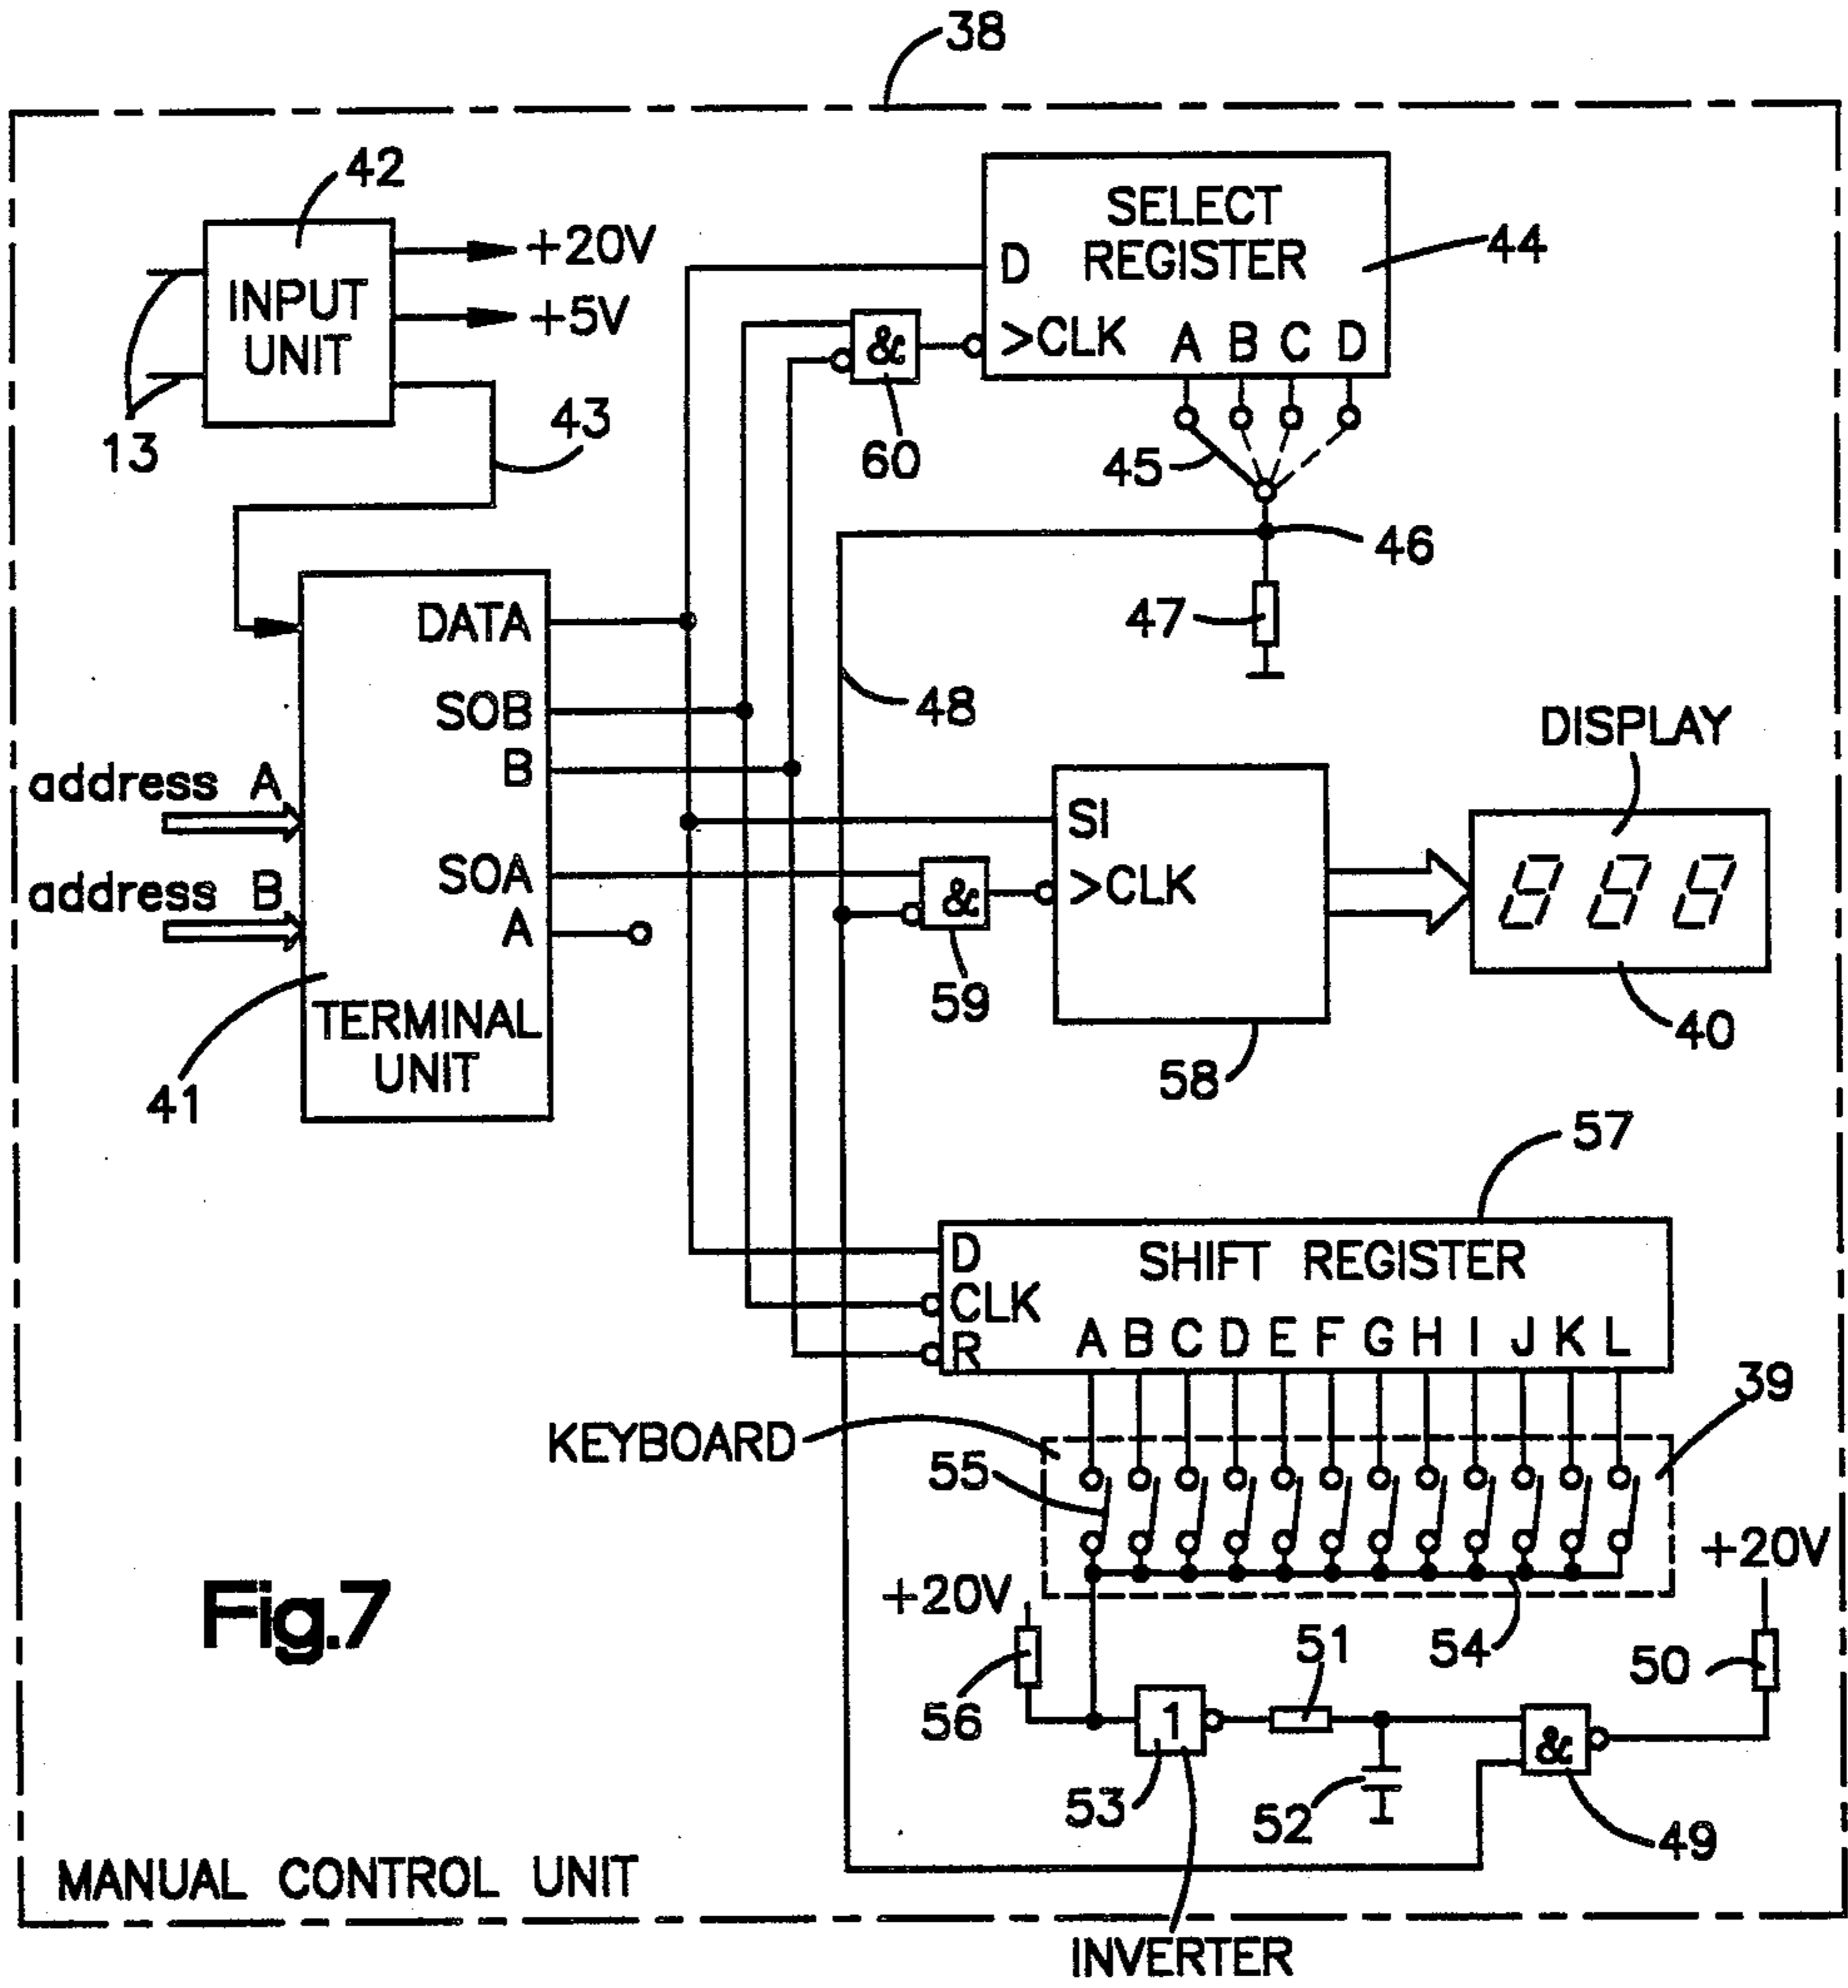 38
42
INPUT
UNIT
+20V
+5V
13
43
SELECT
REGISTER
D
>CLK
A B C D
44
&
60
45
46
47
48
DATA
SOB
B
SOA
A
address A
address B
TERMINAL
UNIT
41
SI
>CLK
&
59
58
DISPLAY
888
40
57
SHIFT REGISTER
D
CLK
R
A B C D E F G H I J K L
KEYBOARD
39
55
54
+20V
+20V
56
1
53
51
52
50
&
49
Fig.7
MANUAL CONTROL UNIT
INVERTER